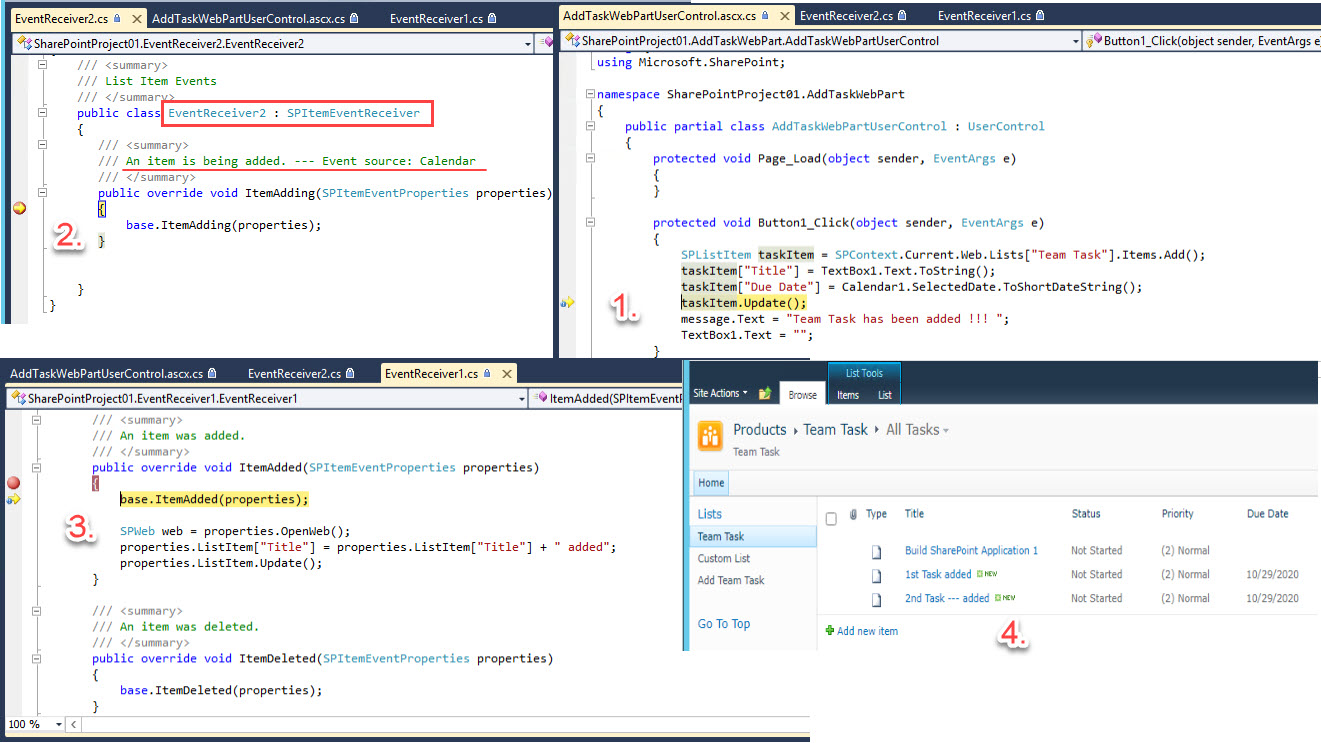 EventReceiver2.cs
AddTaskWebPartUserControl.ascx.cs
EventReceiver1.cs
SharePointProject01.EventReceiver2.EventReceiver2
/// <summary>
/// List Item Events
/// </summary>
public class EventReceiver2 : SPItemEventReceiver
{
/// <summary>
/// An item is being added. --- Event source: Calendar
/// </summary>
public override void ItemAdding(SPItemEventProperties properties)
{
base.ItemAdding(properties);
2.
}
}
}
AddTaskWebPartUserControl.ascx.cs
EventReceiver2.cs
EventReceiver1.cs
SharePointProject01.AddTaskWebPart.AddTaskWebPartUserControl
Button1_Click(object sender, EventArgs e
using Microsoft.SharePoint;
namespace SharePointProject01.AddTaskWebPart
{
public partial class AddTaskWebPartUserControl : UserControl
{
protected void Page_Load(object sender, EventArgs e)
{
}
protected void Button1_Click(object sender, EventArgs e)
{
SPListItem taskItem = SPContext.Current.Web.Lists["Team Task"].Items.Add();
taskItem["Title"] = TextBox1.Text.ToString();
taskItem["Due Date"] = Calendar1.SelectedDate.ToShortDateString();
taskItem.Update();
1.
message.Text = "Team Task has been added !!! ";
TextBox1.Text = "";
}
AddTaskWebPartUserControl.ascx.cs
EventReceiver2.cs
EventReceiver1.cs
SharePointProject01.EventReceiver1.EventReceiver1
ItemAdded(SPItemEventP
/// <summary>
/// An item was added.
/// </summary>
public override void ItemAdded(SPItemEventProperties properties)
{
base.ItemAdded(properties);
3.
SPWeb web = properties.OpenWeb();
properties.ListItem["Title"] = properties.ListItem["Title"] + " added";
properties.ListItem.Update();
}
/// <summary>
/// An item was deleted.
/// </summary>
public override void ItemDeleted(SPItemEventProperties properties)
{
base.ItemDeleted(properties);
}
100 %
List Tools
Site Actions Browse Items List
Products Team Task All Tasks
Team Task
Home
Lists
Team Task
Custom List
Add Team Task
Go To Top
Type Title Status Priority Due Date
Build SharePoint Application 1 Not Started (2) Normal
1st Task added NEW Not Started (2) Normal 10/29/2020
2nd Task --- added NEW Not Started (2) Normal 10/29/2020
Add new item
4.